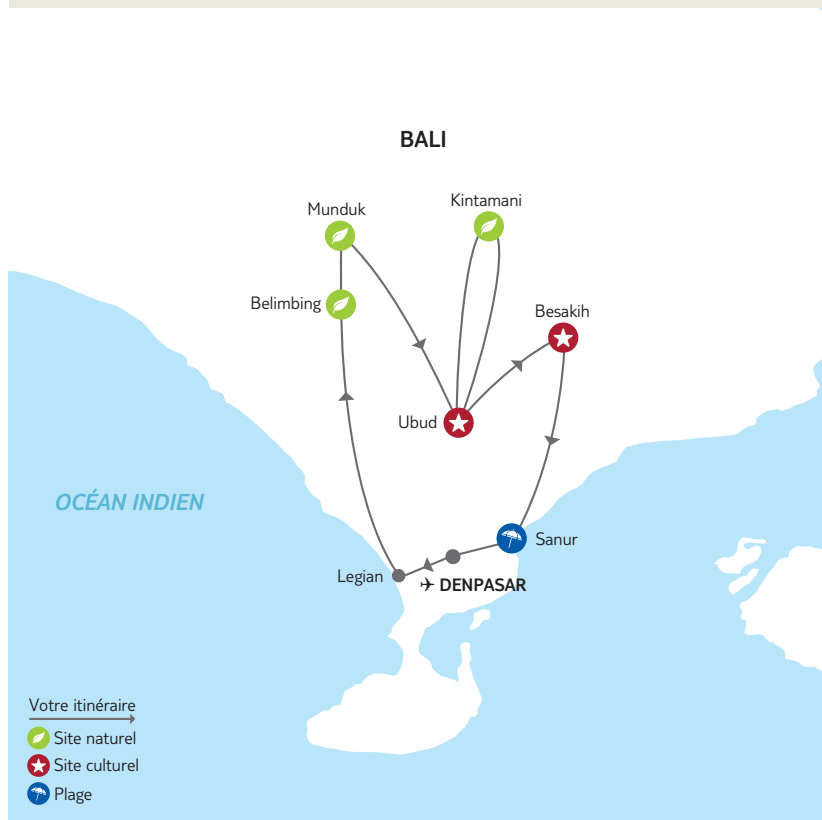 BALI
Kintamani
Munduk
Belimbing
Besakih
Ubud
OCÉAN INDIEN
Sanur
Legian
DENPASAR
Votre itinéraire
Site naturel
Site culturel
Plage